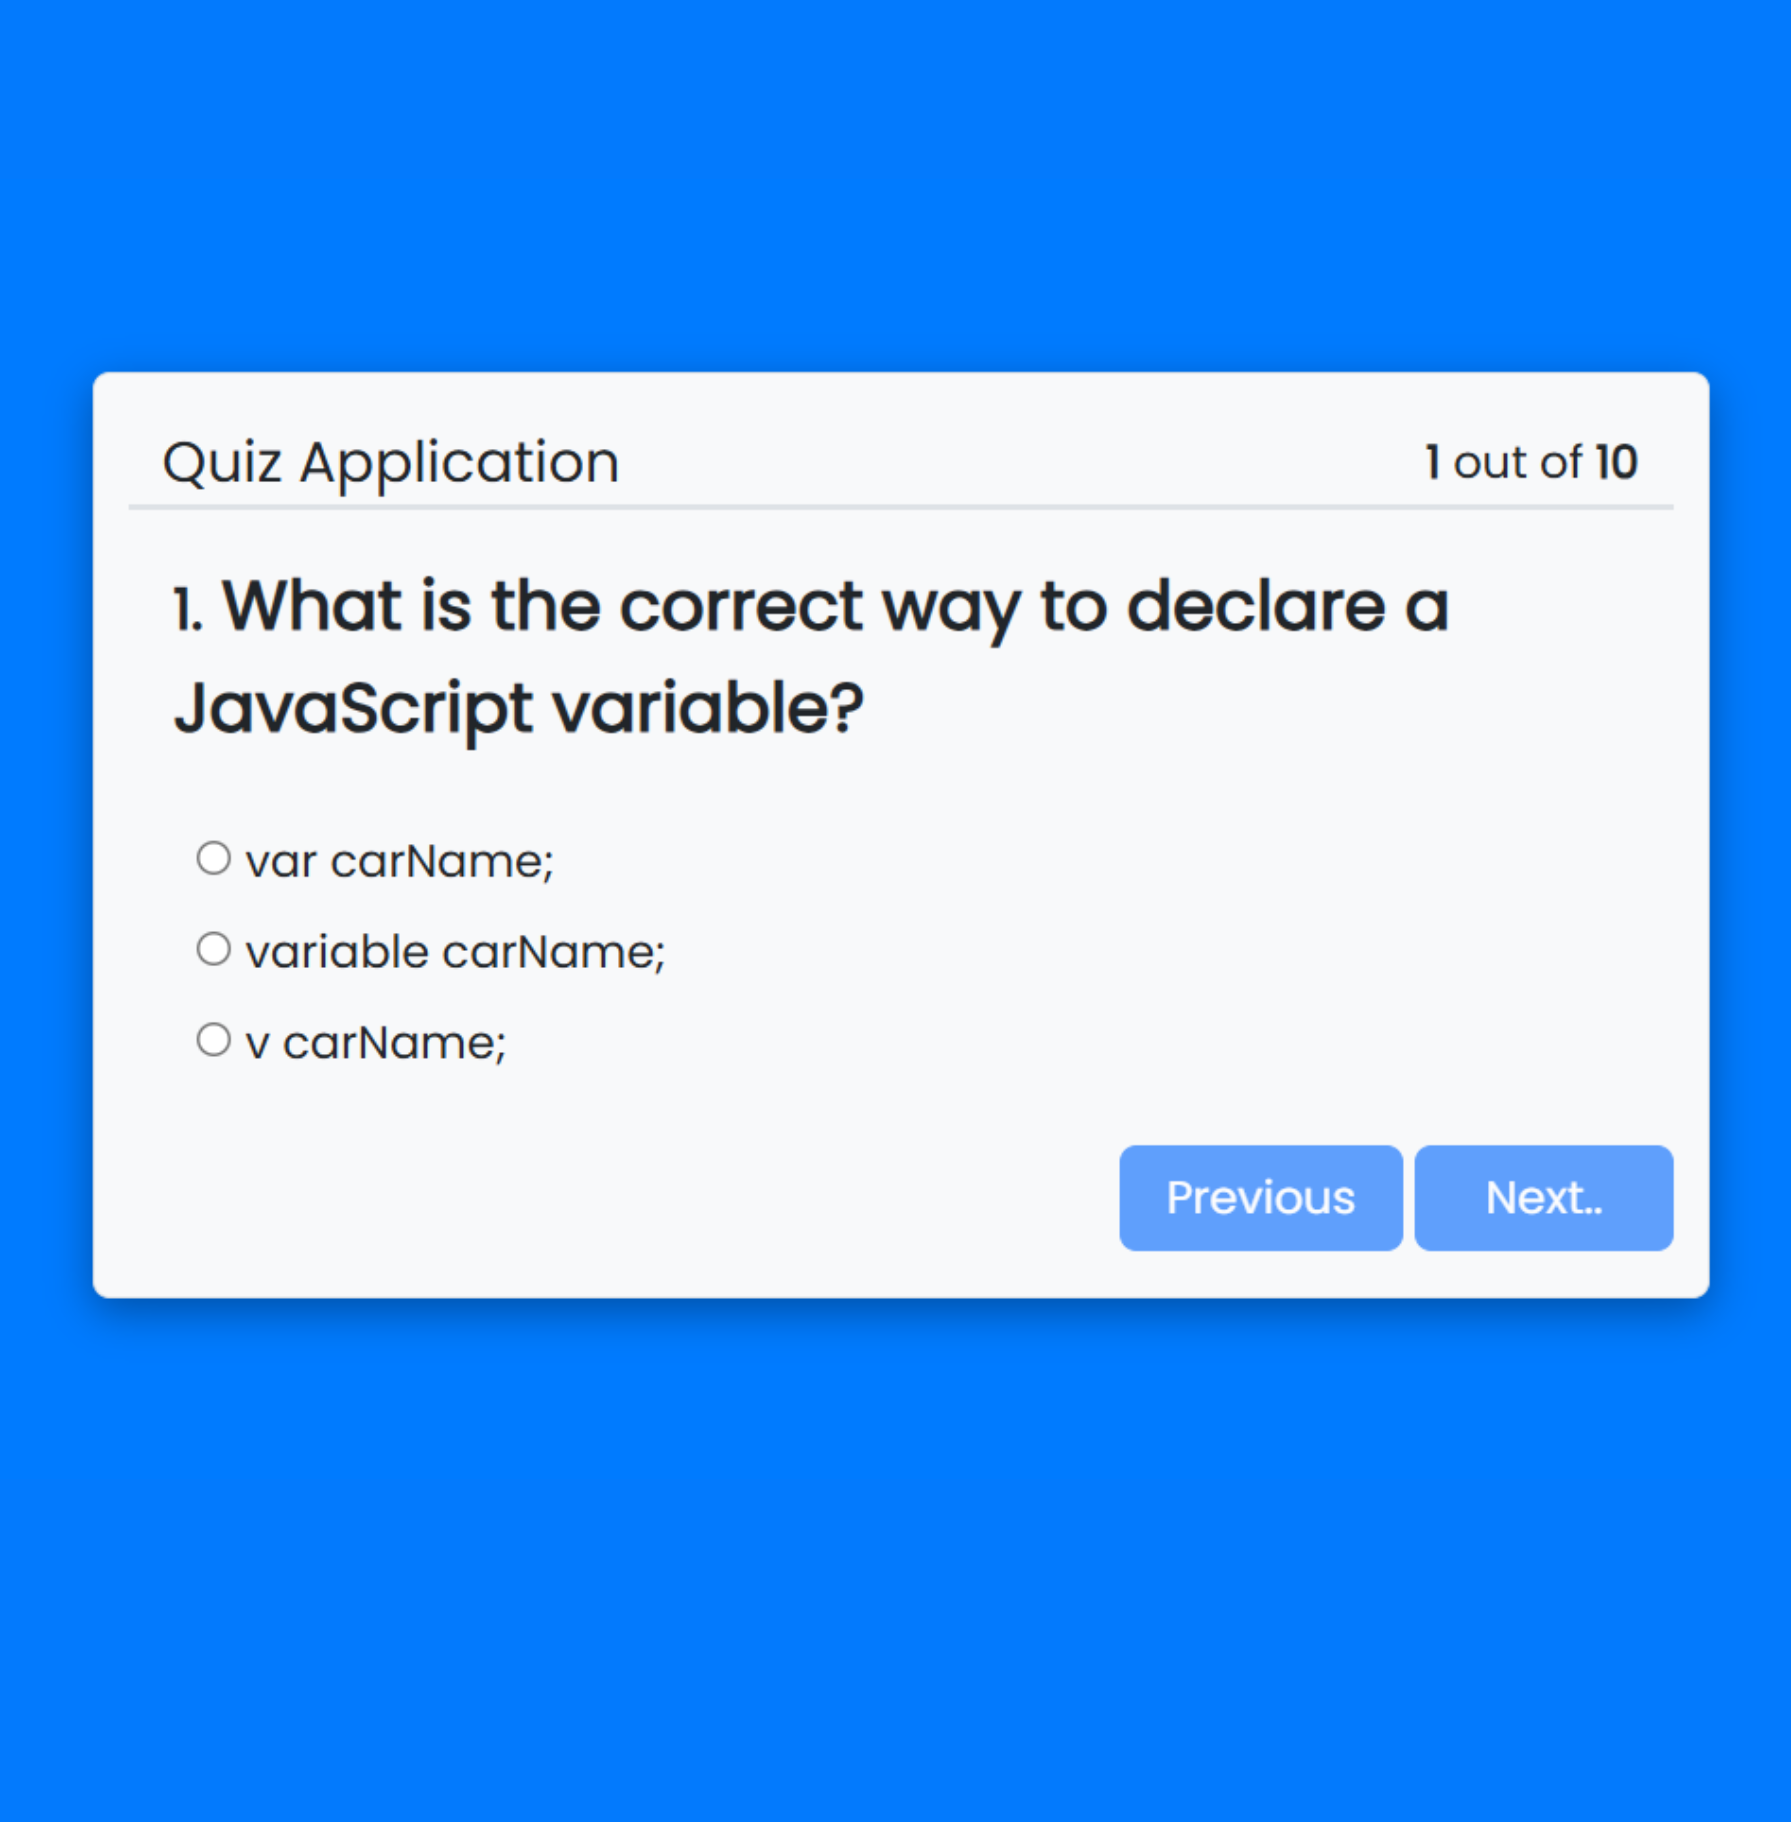 Quiz Application
1 out of 10
1. What is the correct way to declare a
JavaScript variable?
var carName;
variable carName;
v carName;
Previous
Next..